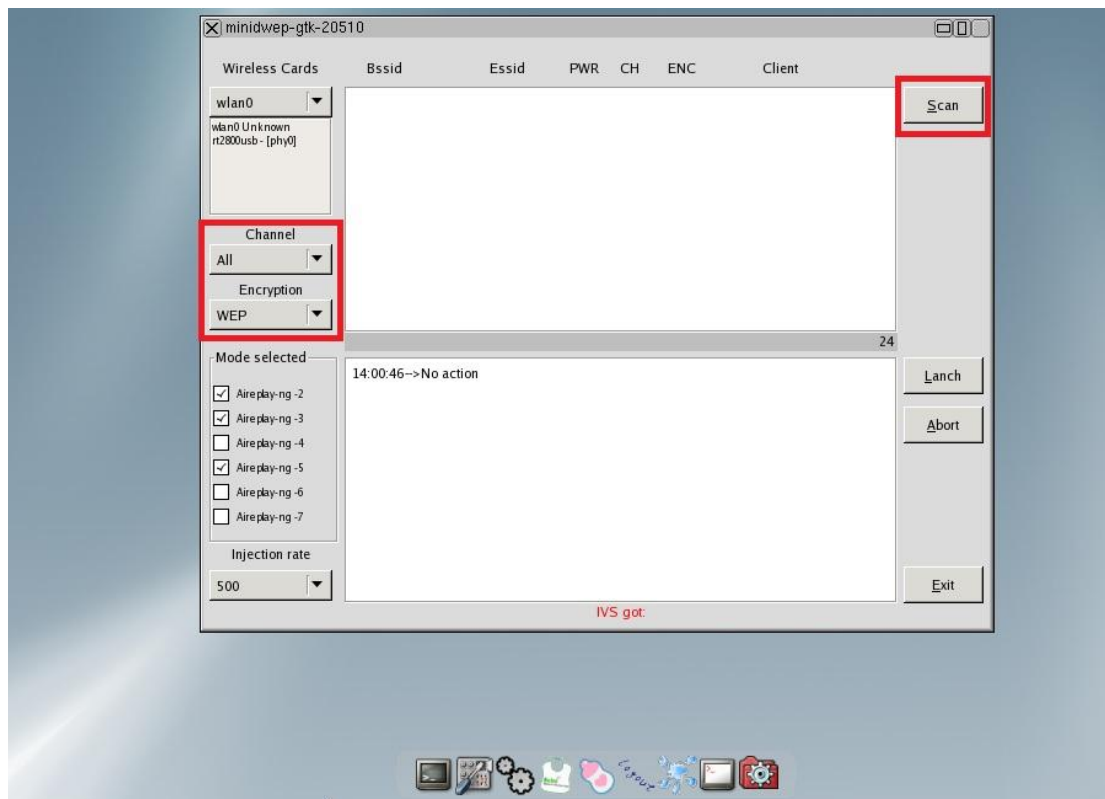 minidwep-gtk-20510
Wireless Cards Bssid Essid PWR CH ENC Client
wlan0
Scan
wlan0 Unknown
rt2800usb - [phy0]
Channel
All
Encryption
WEP
24
Mode selected
14:00:46-->No action
Lanch
Aireplay-ng -2
Aireplay-ng -3
Abort
Aireplay-ng -4
Aireplay-ng -5
Aireplay-ng -6
Aireplay-ng -7
Injection rate
500
Exit
IVS got:
Logout